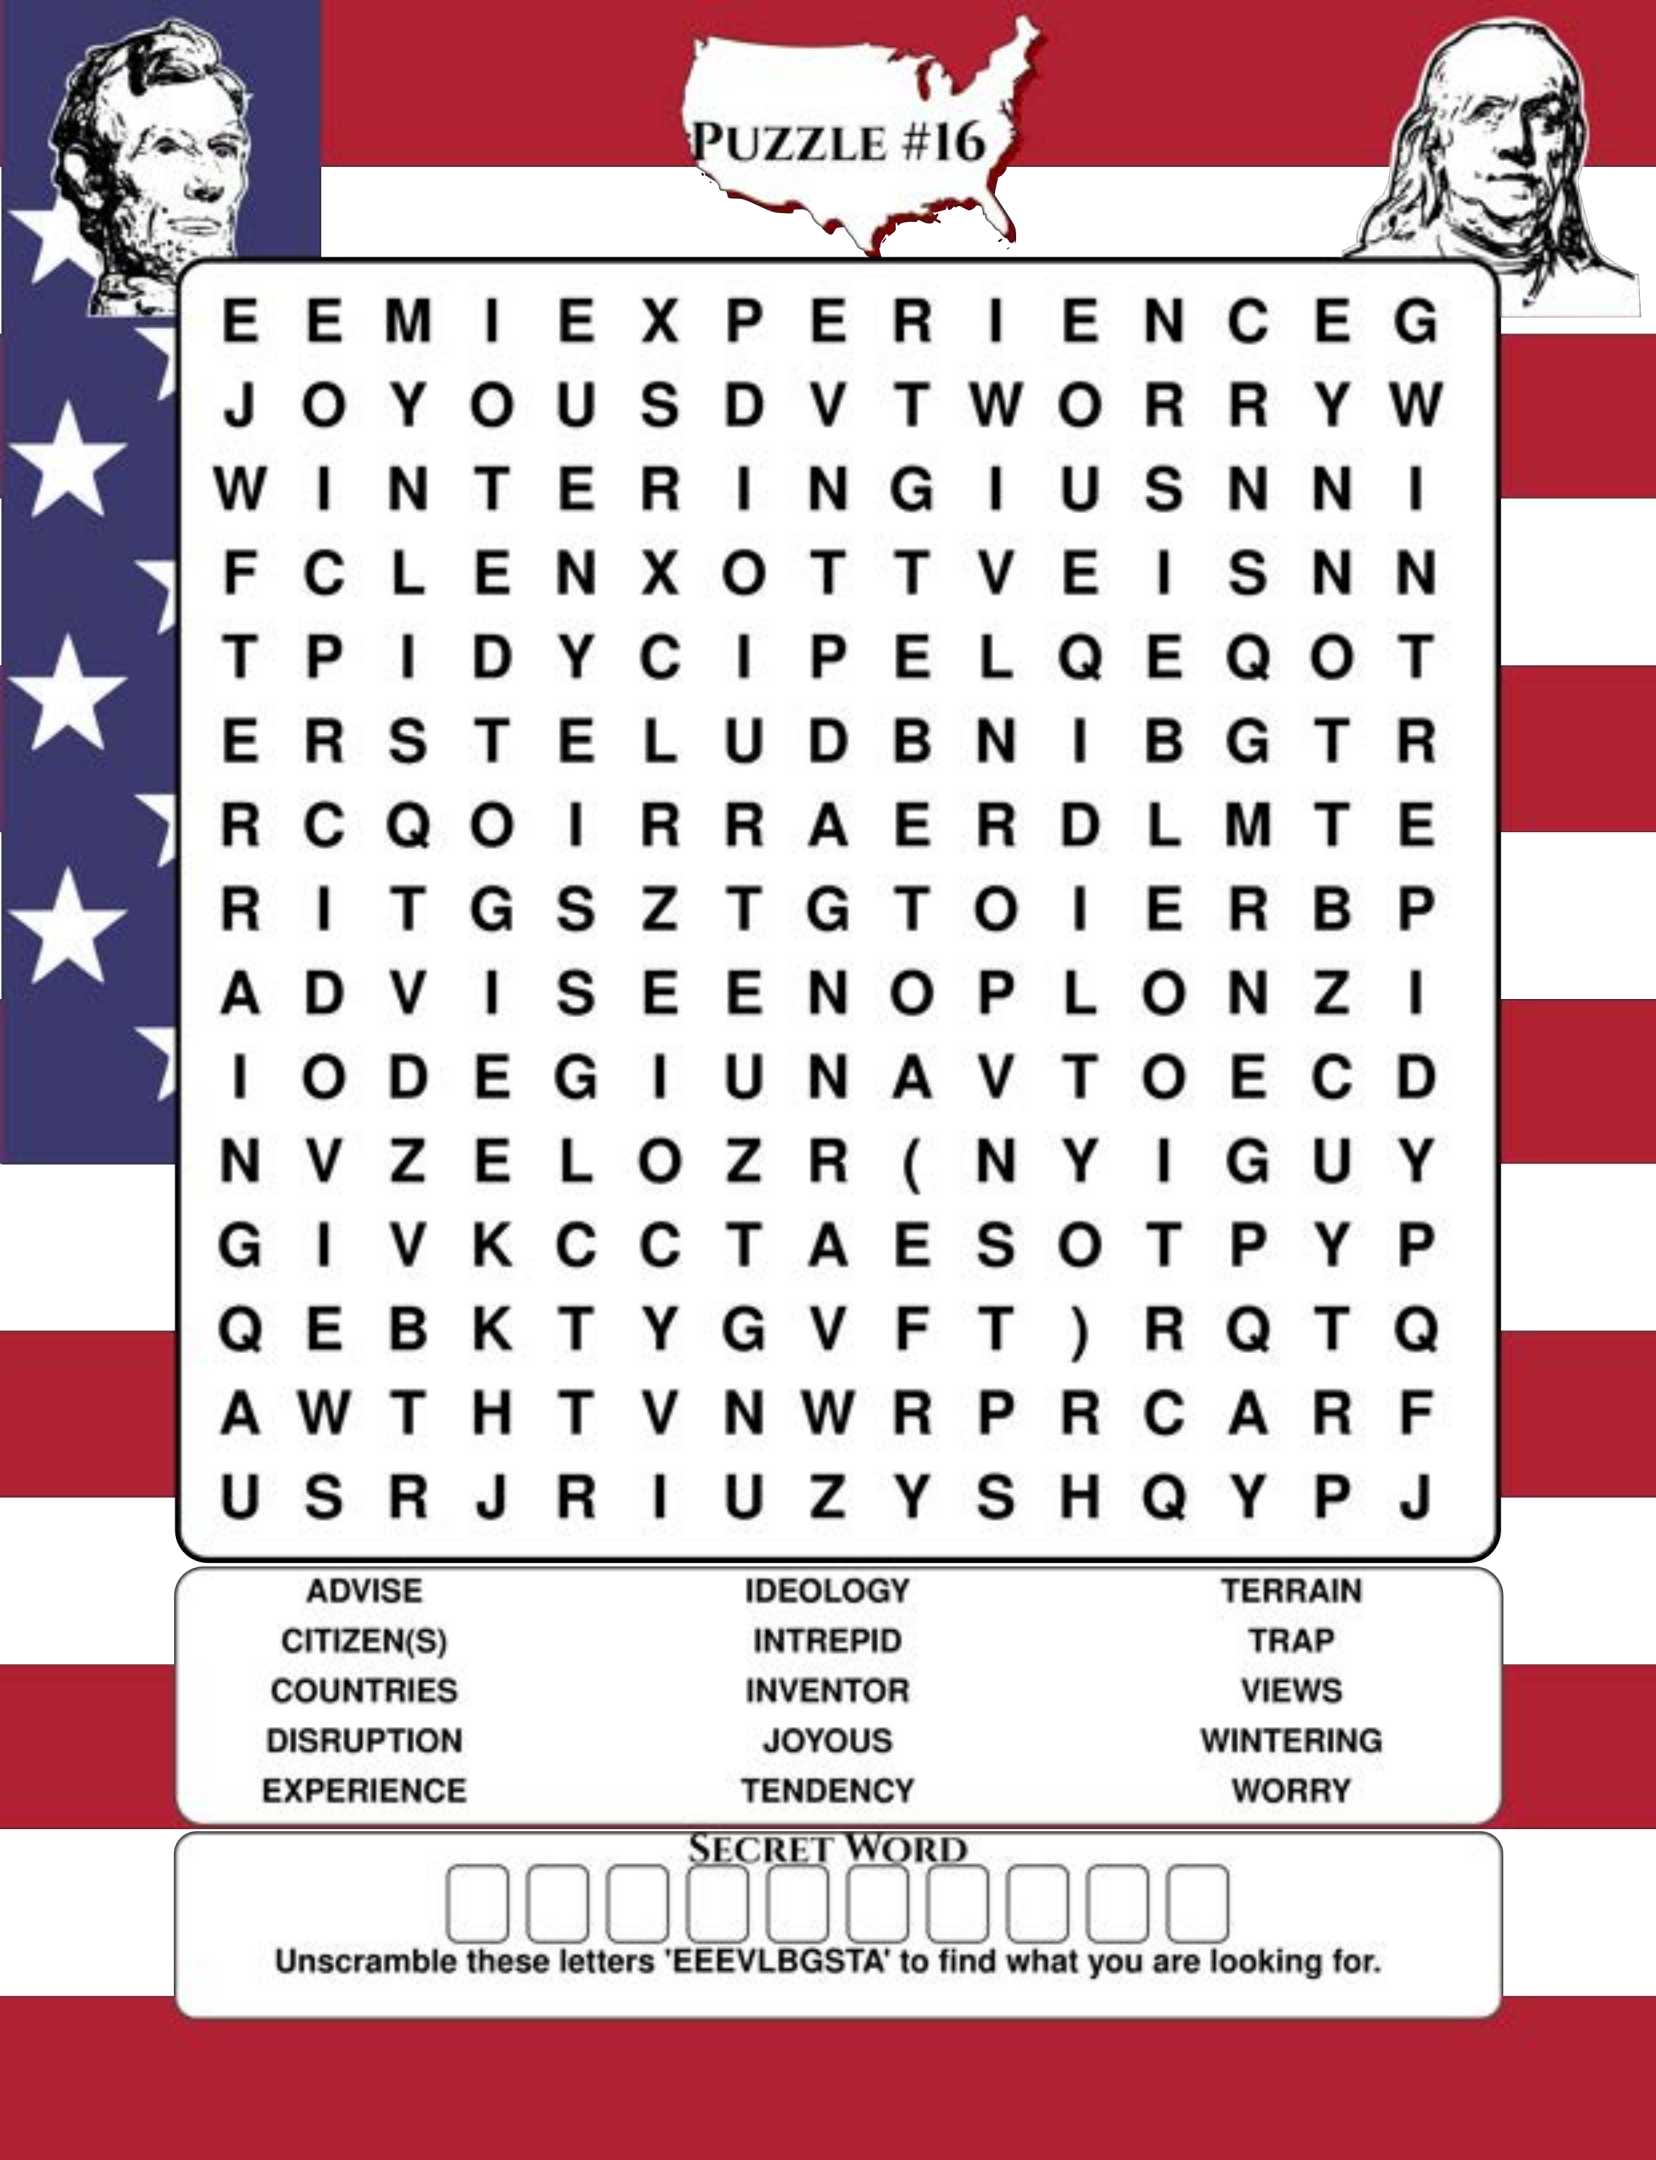 PUZZLE #16
E E M I E X P E R I E N C E G
J O Y O U S D V T W O R R Y W
W I N T E R I N G I U S N N I
F C L E N X O T T V E I S N N
T P I D Y C I P E L Q E Q O T
E R S T E L U D B N I B G T R
R C Q O I R R A E R D L M T E
R I T G S Z T G T O I E R B P
A D V I S E E N O P L O N Z I
I O D E G I U N A V T O E C D
N V Z E L O Z R ( N Y I G U Y
G I V K C C T A E S O T P Y P
Q E B K T Y G V F T ) R Q T Q
A W T H T V N W R P R C A R F
U S R J R I U Z Y S H Q Y P J
ADVISE IDEOLOGY TERRAIN
CITIZEN(S) INTREPID TRAP
COUNTRIES INVENTOR VIEWS
DISRUPTION JOYOUS WINTERING
EXPERIENCE TENDENCY WORRY
SECRET WORD
Unscramble these letters 'EEEVLBGSTA' to find what you are looking for.